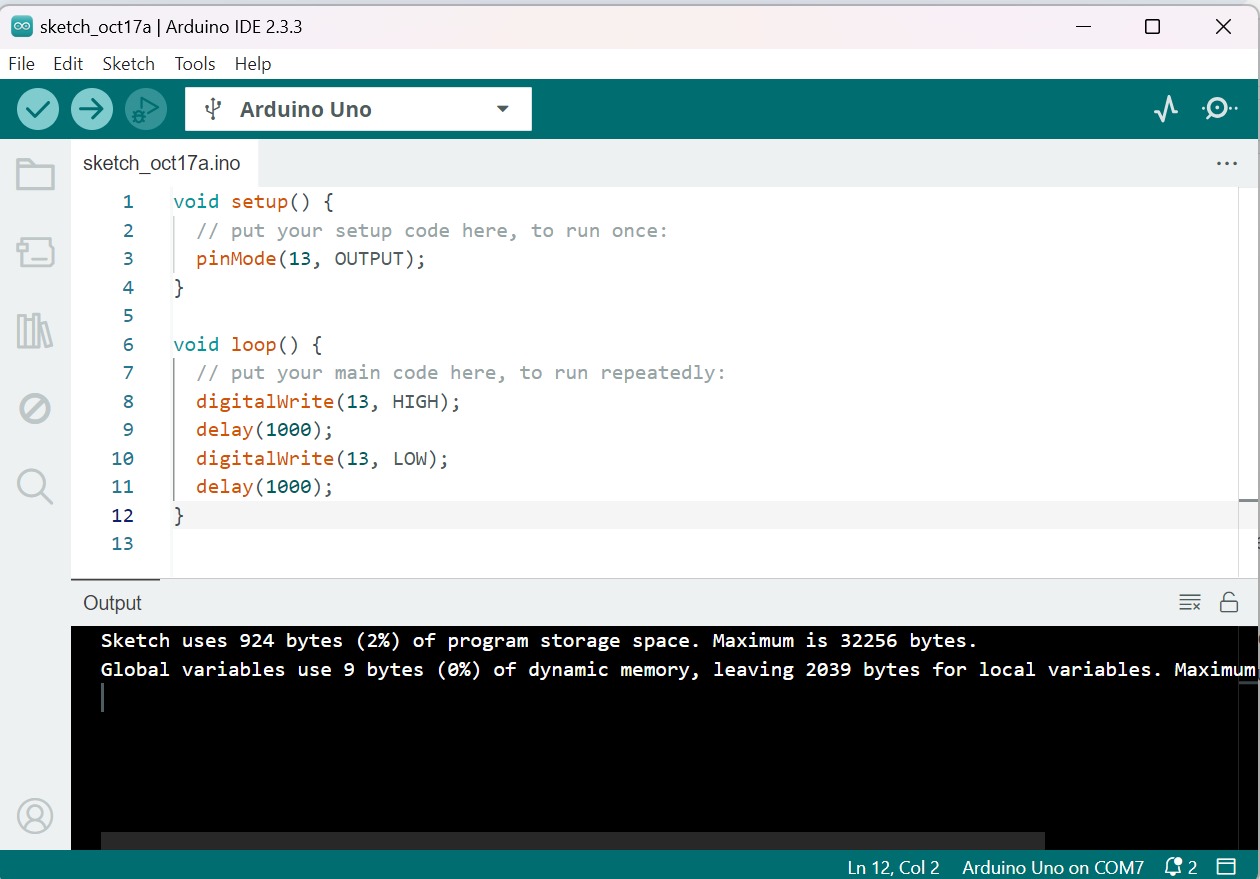 sketch_oct17a | Arduino IDE 2.3.3
File Edit Sketch Tools Help
Arduino Uno
sketch_oct17a.ino
1 void setup() {
2 // put your setup code here, to run once:
3 pinMode(13, OUTPUT);
4 }
5
6 void loop() {
7 // put your main code here, to run repeatedly:
8 digitalWrite(13, HIGH);
9 delay(1000);
10 digitalWrite(13, LOW);
11 delay(1000);
12 }
13
Output
Sketch uses 924 bytes (2%) of program storage space. Maximum is 32256 bytes.
Global variables use 9 bytes (0%) of dynamic memory, leaving 2039 bytes for local variables. Maximum
Ln 12, Col 2 Arduino Uno on COM7 2